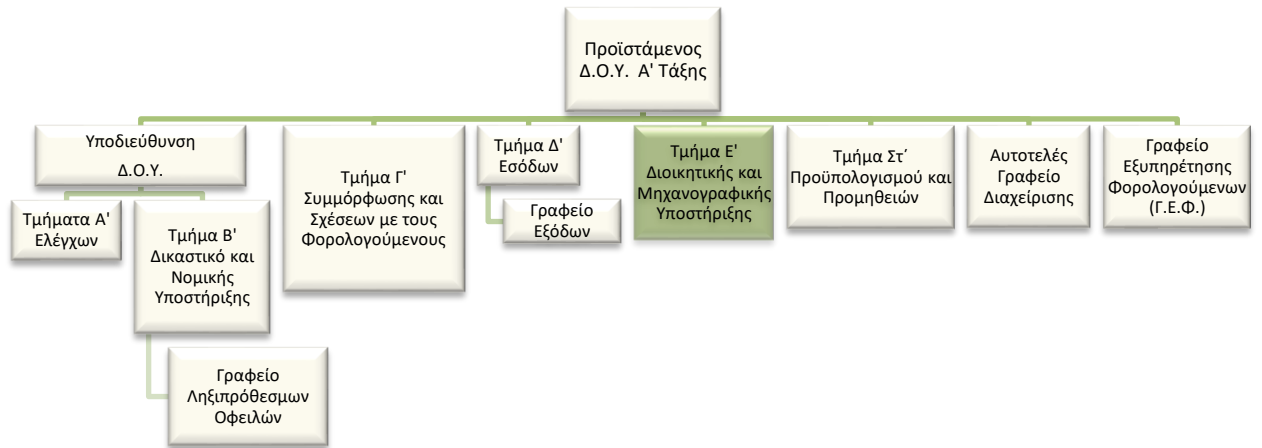 Προϊστάμενος
Δ.Ο.Υ. Α' Τάξης
Υποδιεύθυνση
Δ.Ο.Υ.
Τμήμα Γ'
Συμμόρφωσης και
Σχέσεων με τους
Φορολογούμενους
Τμήμα Δ'
Εσόδων
Τμήμα Ε'
Διοικητικής και
Μηχανογραφικής
Υποστήριξης
Τμήμα Στ΄
Προϋπολογισμού και
Προμηθειών
Αυτοτελές
Γραφείο
Διαχείρισης
Γραφείο
Εξυπηρέτησης
Φορολογούμενων
(Γ.Ε.Φ.)
Τμήματα Α'
Ελέγχων
Τμήμα Β'
Δικαστικό και
Νομικής
Υποστήριξης
Γραφείο
Εξόδων
Γραφείο
Ληξιπρόθεσμων
Οφειλών